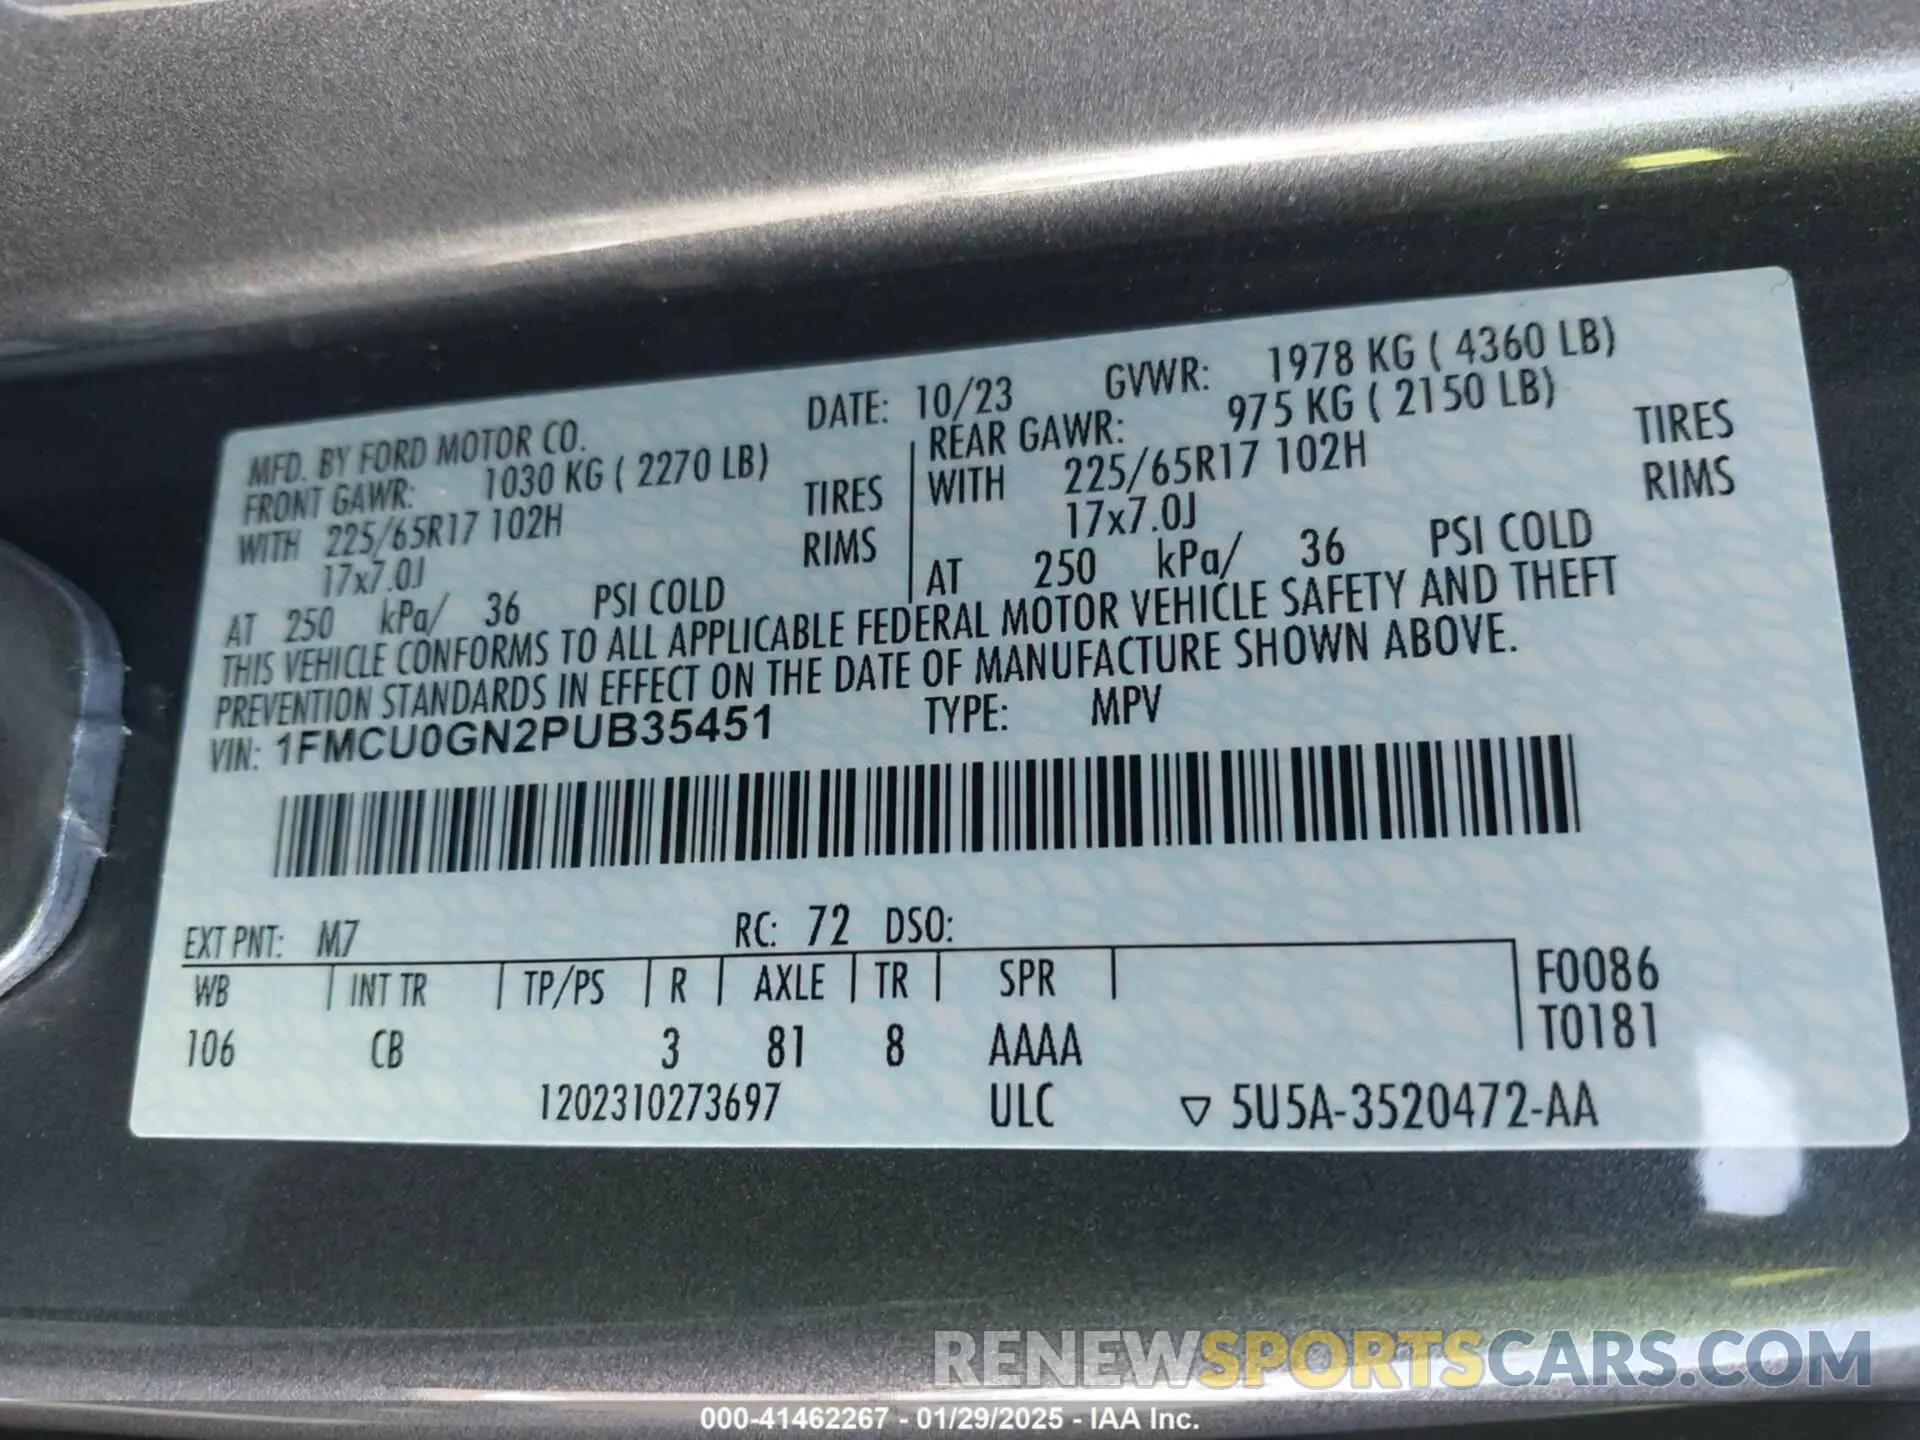 MFD. BY FORD MOTOR CO. DATE: 10/23 GVWR: 1978 KG ( 4360 LB)
FRONT GAWR: 1030 KG ( 2270 LB)
WITH 225/65R17 102H TIRES
17x7.0J RIMS
AT 250 kPa/ 36 PSI COLD
REAR GAWR: 975 KG ( 2150 LB)
WITH 225/65R17 102H TIRES
17x7.0J RIMS
AT 250 kPa/ 36 PSI COLD
THIS VEHICLE CONFORMS TO ALL APPLICABLE FEDERAL MOTOR VEHICLE SAFETY AND THEFT
PREVENTION STANDARDS IN EFFECT ON THE DATE OF MANUFACTURE SHOWN ABOVE.
VIN: 1FMCU0GN2PUB35451 TYPE: MPV
EXT PNT: M7 RC: 72 DSO:
WB INT TR TP/PS R AXLE TR SPR F0086
106 CB 3 81 8 AAAA T0181
1202310273697 ULC ▽ 5U5A-3520472-AA
RENEWSPORTSCARS.COM
000-41462267 - 01/29/2025 - IAA Inc.